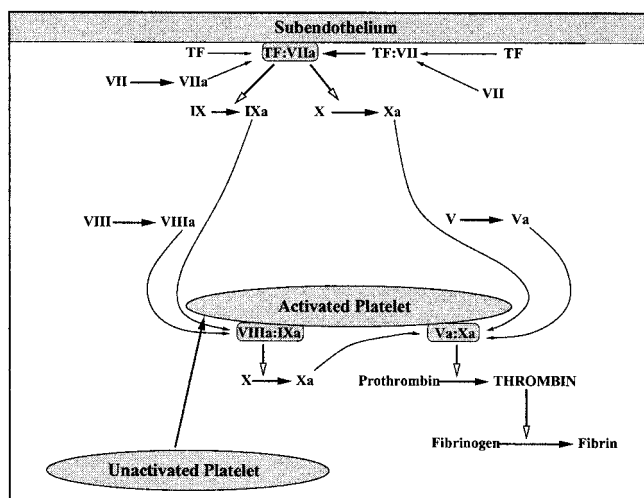 Subendothelium
TF TF:VIIa TF:VII TF
VII VIIa
VII
IX IXa X Xa
VIII VIIIa V Va
Activated Platelet
VIIIa:IXa Va:Xa
X Xa Prothrombin THROMBIN
Fibrinogen Fibrin
Unactivated Platelet